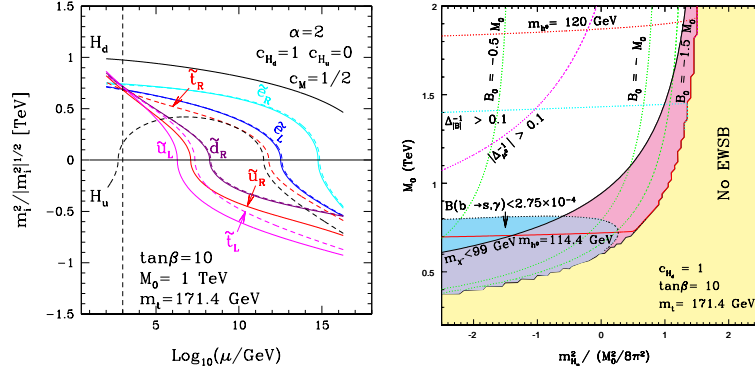 H_d
α=2
c_{H_d}=1 c_{H_u}=0
c_M=1/2
t̃_R
ẽ_R
ẽ_L
ũ_L
d̃_R
ũ_R
t̃_L
H_u
tanβ=10
M_0= 1 TeV
m_t=171.4 GeV
1.5
1
0.5
0
-0.5
-1
-1.5
m_i^2/|m_i^2|^{1/2} [TeV]
0
5
10
15
Log_{10}(μ/GeV)
m_{h^0}= 120 GeV
B_0 = -0.5 M_0
B_0 = - M_0
B_0 = -1.5 M_0
|Δ_{μ^2}^{-1}| > 0.1
No EWSB
B(b→s,γ)<2.75×10^{-4}
m_{χ^-}<99 GeV
m_{h^0}=114.4 GeV
c_{H_d} = 1
tanβ= 10
m_t= 171.4 GeV
2
1.5
1
0.5
M_0 (TeV)
-2
-1
0
1
2
m_{H_u}^2/ (M_0^2/8π^2)